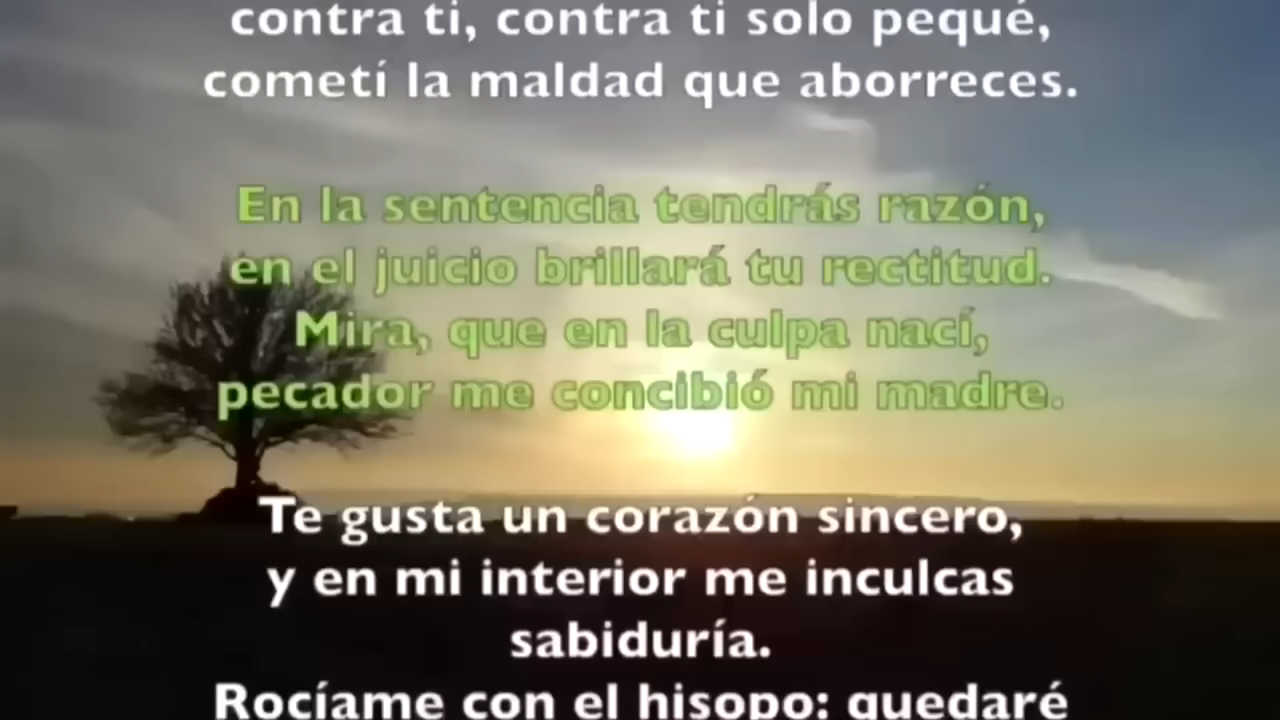 contra ti, contra ti solo pequé,
cometí la maldad que aborreces.
En la sentencia tendrás razón,
en el juicio brillará tu rectitud.
Mira, que en la culpa nací,
pecador me concibió mi madre.
Te gusta un corazón sincero,
y en mi interior me inculcas
sabiduría.
Rocíame con el hisopo: quedaré